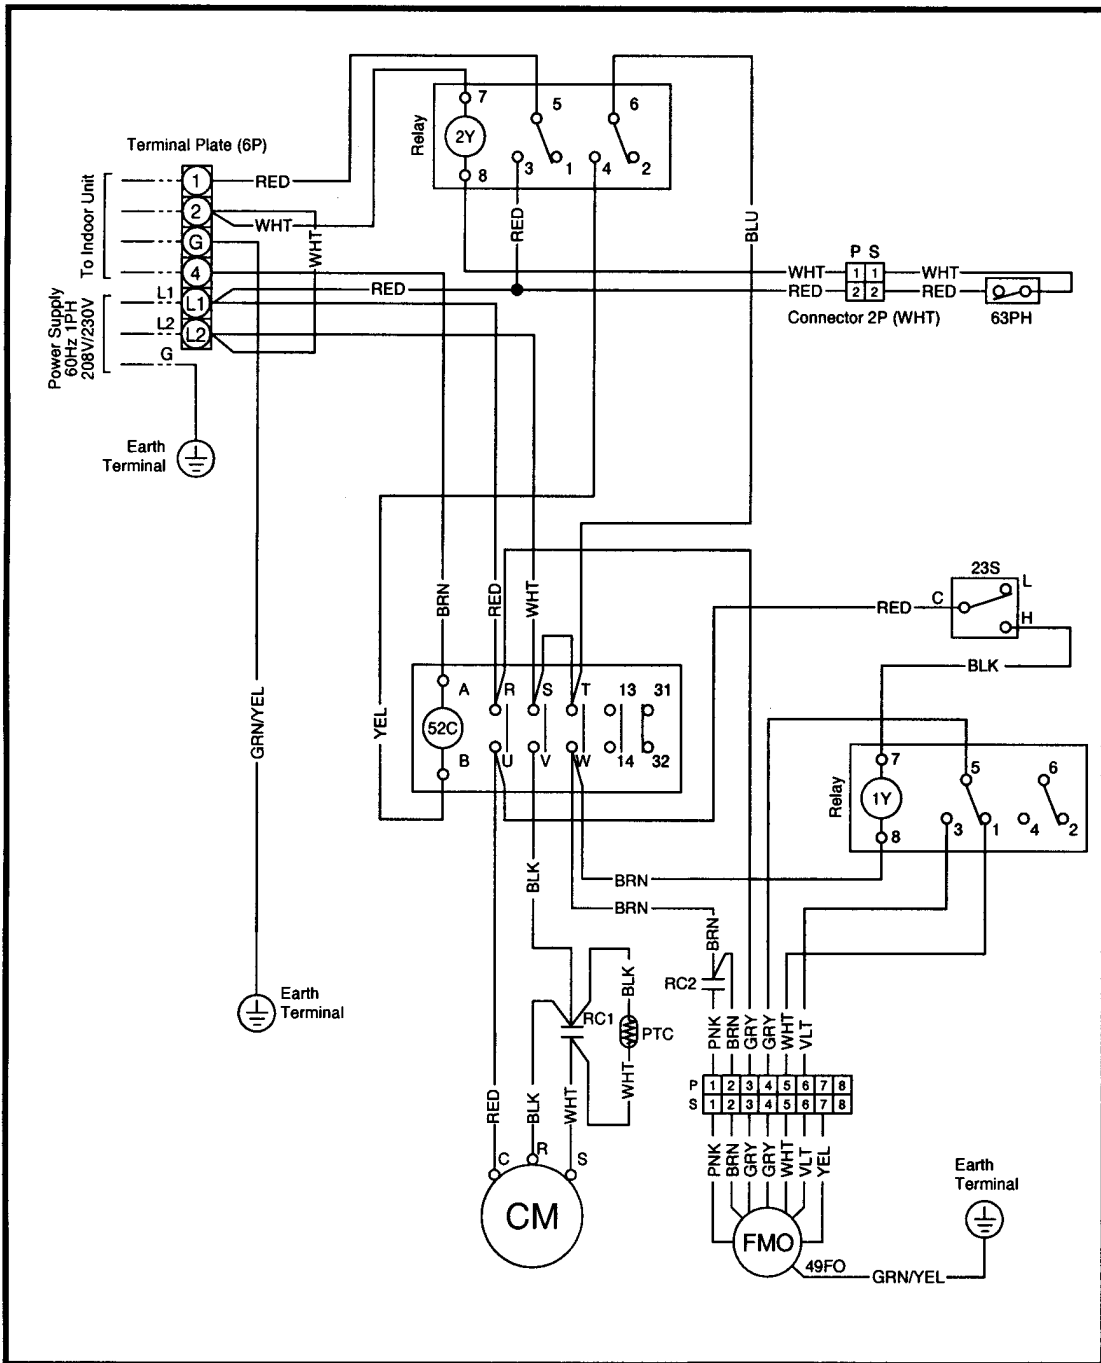 Terminal Plate (6P)
To Indoor Unit
Power Supply
60Hz 1PH
208V/230V
1
2
G
4
L1
L1
L2
L2
G
RED
WHT
WHT
RED
Earth
Terminal
Relay
7
2Y
8
5
6
3
1
4
2
RED
BLU
P S
WHT 1 1 WHT
RED 2 2 RED
Connector 2P (WHT)
63PH
GRN/YEL
Earth
Terminal
BRN
RED
WHT
YEL
A
R
S
T
13
31
52C
B
U
V
W
14
32
23S
C
L
H
RED
BLK
Relay
7
1Y
8
5
6
3
1
4
2
BRN
BRN
BLK
BRN
RC1
BLK
PTC
WHT
RC2
RED
BLK
WHT
C
R
S
CM
PNK
BRN
GRY
GRY
WHT
VLT
P 1 2 3 4 5 6 7 8
S 1 2 3 4 5 6 7 8
PNK
BRN
GRY
GRY
WHT
VLT
YEL
FMO
49FO
GRN/YEL
Earth
Terminal